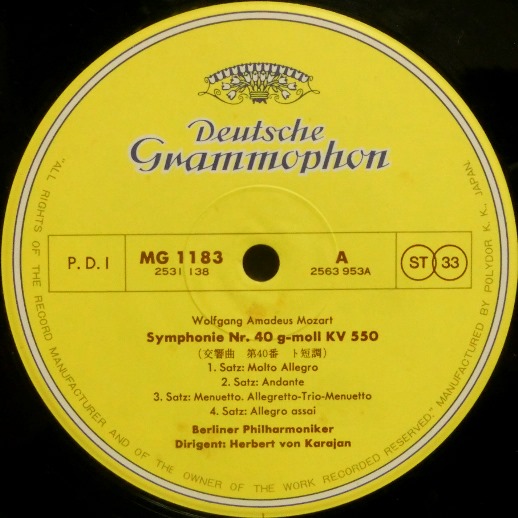 Deutsche
Grammophon
P.D.I
MG 1183
2531 138
A
2563 953A
ST 33
Wolfgang Amadeus Mozart
Symphonie Nr. 40 g-moll KV 550
(交響曲 第40番 ト短調)
1. Satz: Molto Allegro
2. Satz: Andante
3. Satz: Menuetto. Allegretto-Trio-Menuetto
4. Satz: Allegro assai
Berliner Philharmoniker
Dirigent: Herbert von Karajan
"ALL RIGHTS OF THE RECORD MANUFACTURER AND OF THE OWNER OF THE WORK RECORDED RESERVED." MANUFACTURED BY POLYDOR K. K., JAPAN